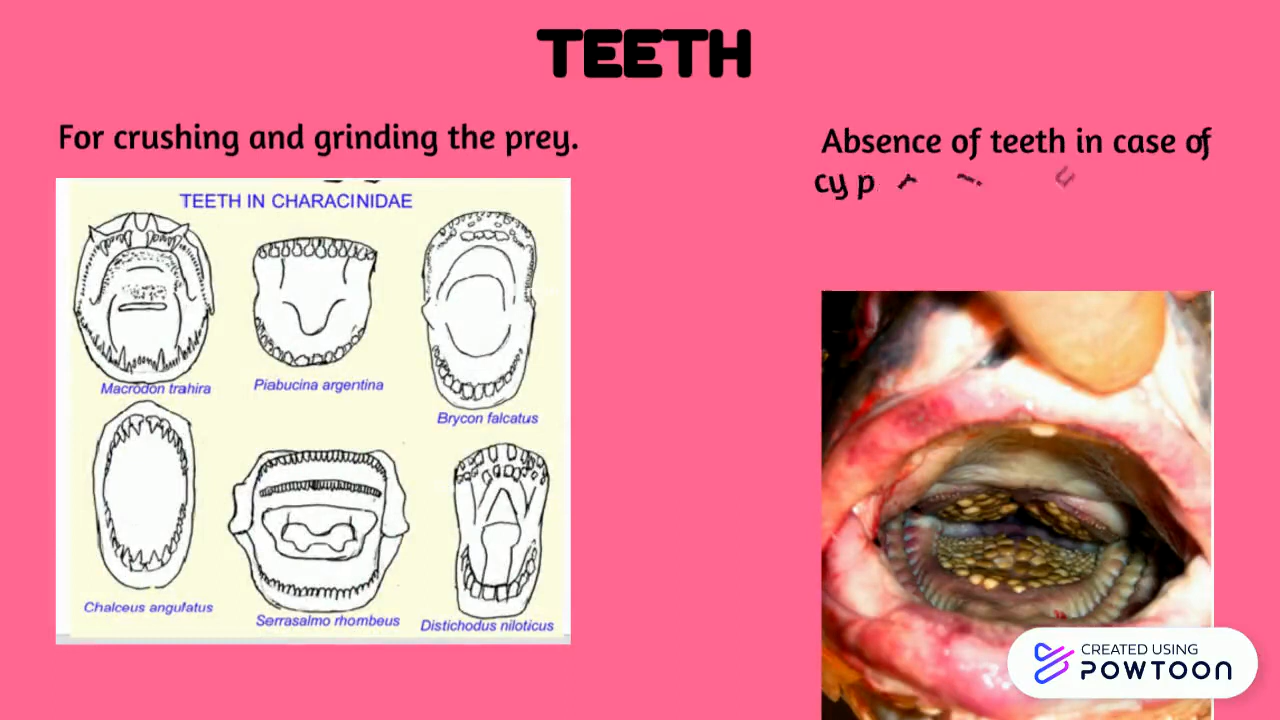 TEETH
For crushing and grinding the prey.
TEETH IN CHARACINIDAE
Macrodon trahira
Piabucina argentina
Brycon falcatus
Chalceus angulatus
Serrasalmo rhombeus
Distichodus niloticus
Absence of teeth in case of
cy p
CREATED USING
POWTOON